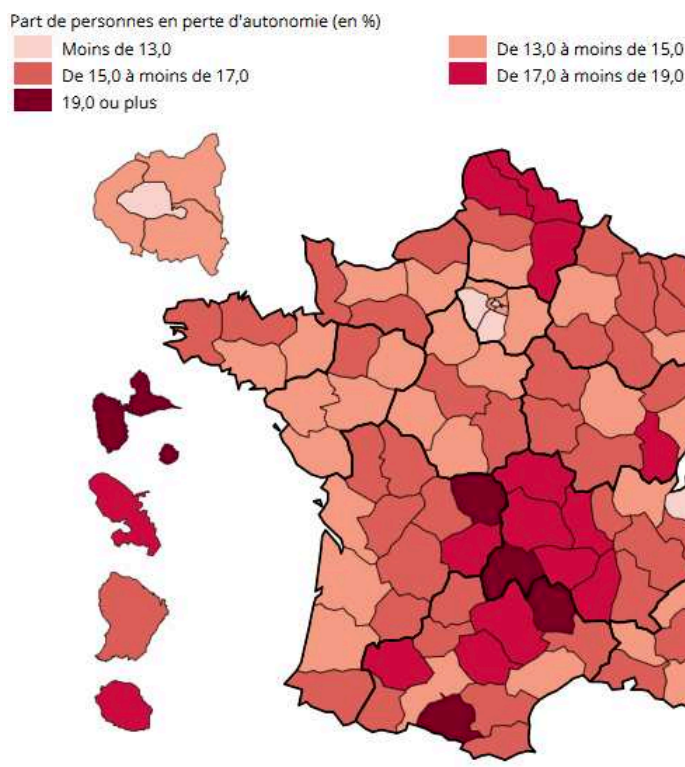 Part de personnes en perte d'autonomie (en %)
Moins de 13,0
De 13,0 à moins de 15,0
De 15,0 à moins de 17,0
De 17,0 à moins de 19,0
19,0 ou plus